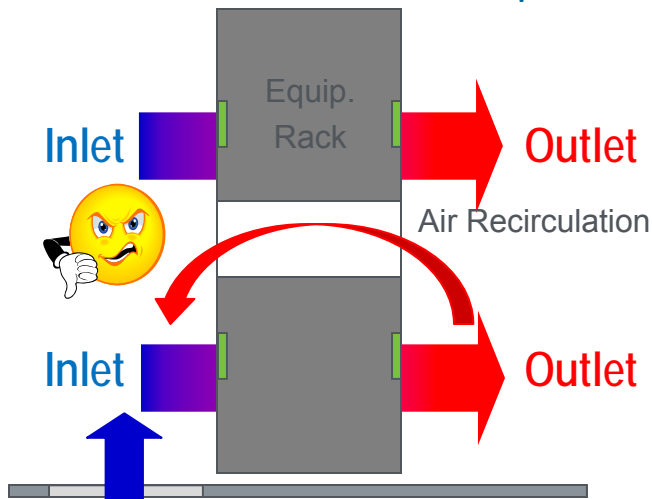 Equip.
Rack
Inlet
Outlet
Air Recirculation
Inlet
Outlet